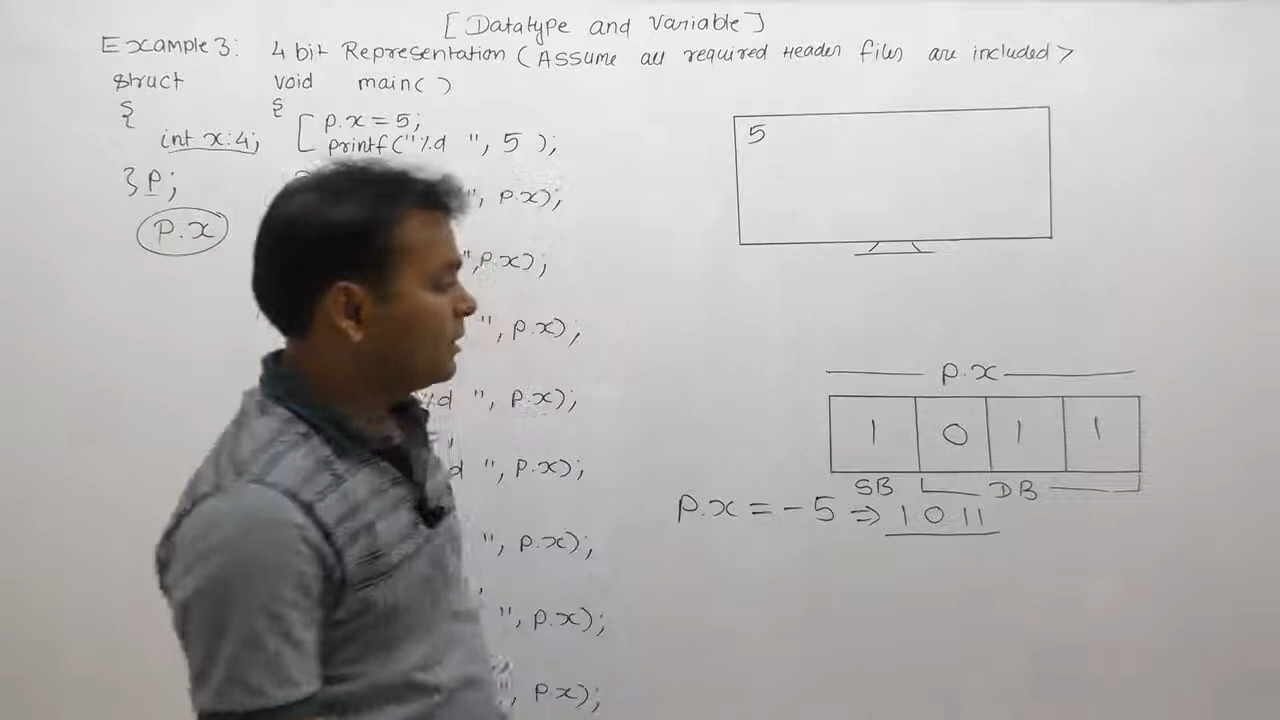 [Datatype and Variable]
Example 3: 4 bit Representation (Assume all required Header files are included>
struct void main()
{ {
int x:4; [ p.x = 5;
printf("%d ", 5 );
} p; ", p.x);
p.x
", p.x);
", p.x);
%d ", p.x);
d ", p.x);
", p.x);
", p.x);
", p.x);
5
p.x
1 0 1 1
SB DB
p.x = -5 => 1 0 1 1